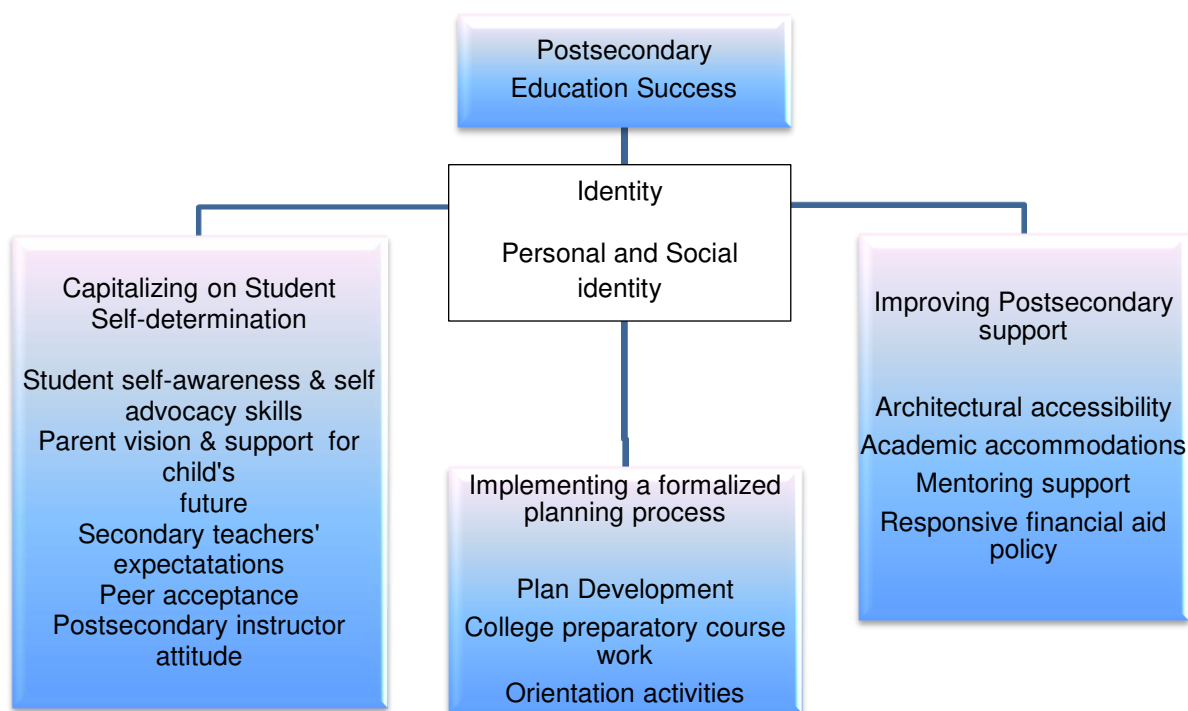 Postsecondary
Education Success
Identity
Personal and Social
identity
Capitalizing on Student
Self-determination
Student self-awareness & self
advocacy skills
Parent vision & support for
child's
future
Secondary teachers'
expectatations
Peer acceptance
Postsecondary instructor
attitude
Implementing a formalized
planning process
Plan Development
College preparatory course
work
Orientation activities
Improving Postsecondary
support
Architectural accessibility
Academic accommodations
Mentoring support
Responsive financial aid
policy